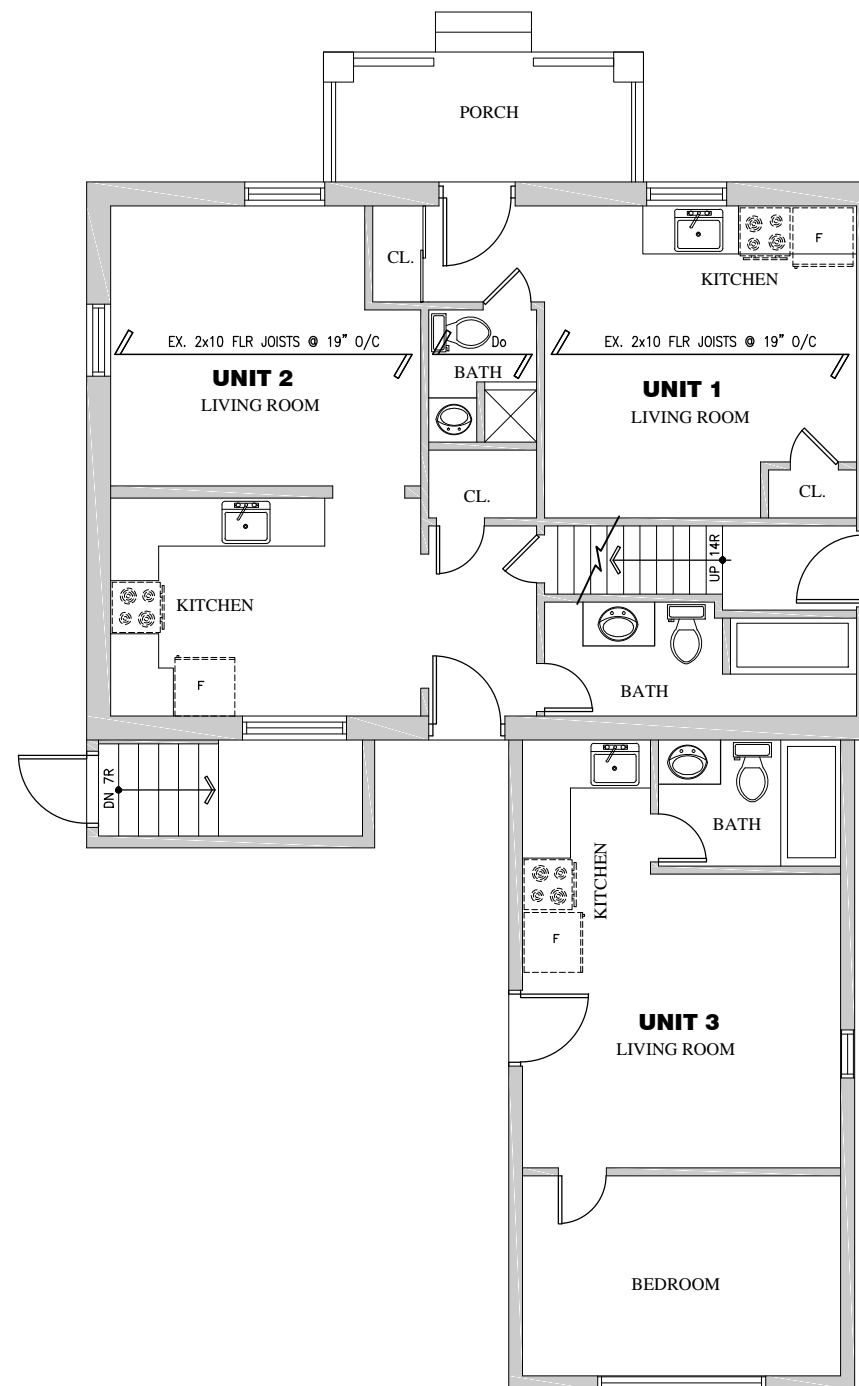 PORCH
CL.
KITCHEN
F
EX. 2x10 FLR JOISTS @ 19" O/C
Do
EX. 2x10 FLR JOISTS @ 19" O/C
UNIT 2
LIVING ROOM
BATH
UNIT 1
LIVING ROOM
CL.
CL.
UP 14R
KITCHEN
F
BATH
DN 7R
BATH
KITCHEN
F
UNIT 3
LIVING ROOM
BEDROOM